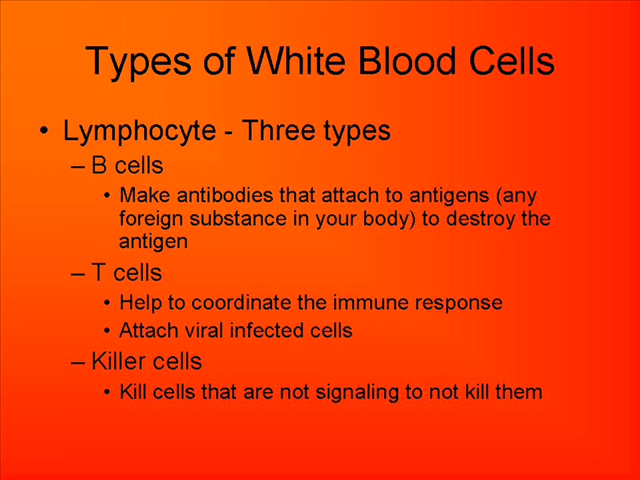 Types of White Blood Cells
• Lymphocyte - Three types
– B cells
• Make antibodies that attach to antigens (any
foreign substance in your body) to destroy the
antigen
– T cells
• Help to coordinate the immune response
• Attach viral infected cells
– Killer cells
• Kill cells that are not signaling to not kill them